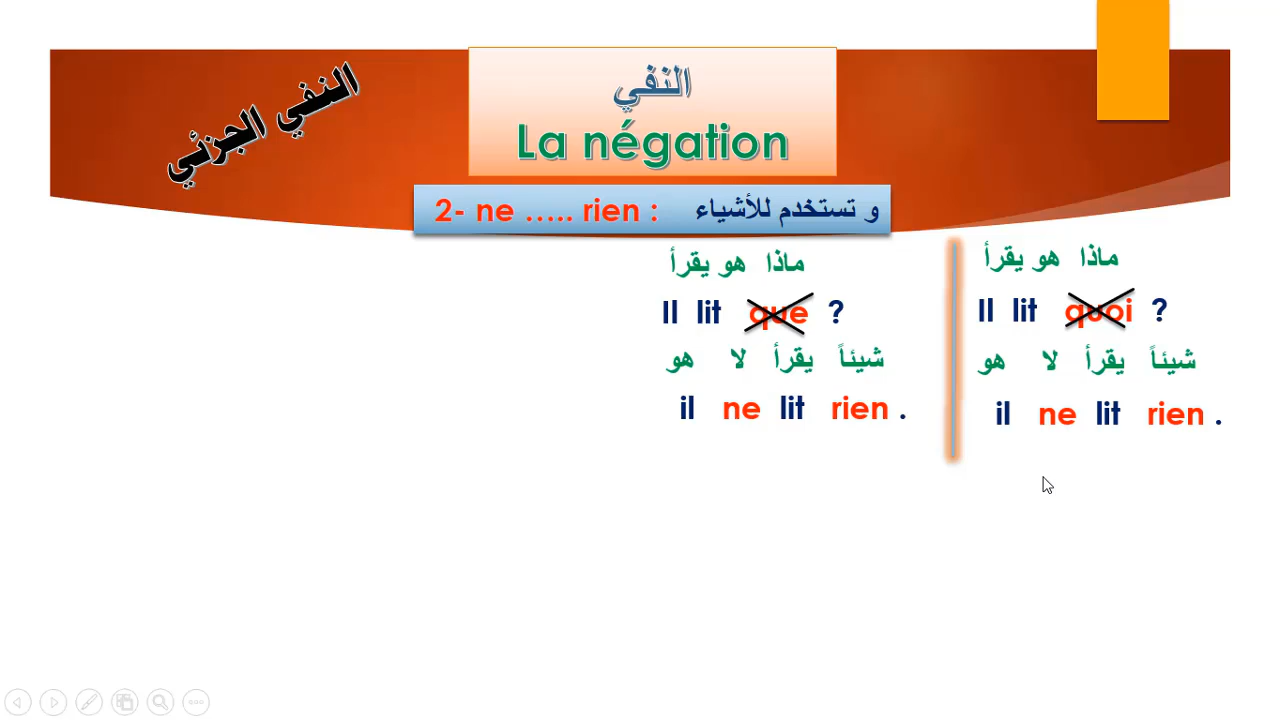 النفي
La négation
النفي الجزئي
2- ne ..... rien : و تستخدم للأشياء
ماذا هو يقرأ
Il lit que ?
هو لا يقرأ شيئاً
il ne lit rien .
ماذا هو يقرأ
Il lit quoi ?
هو لا يقرأ شيئاً
il ne lit rien .